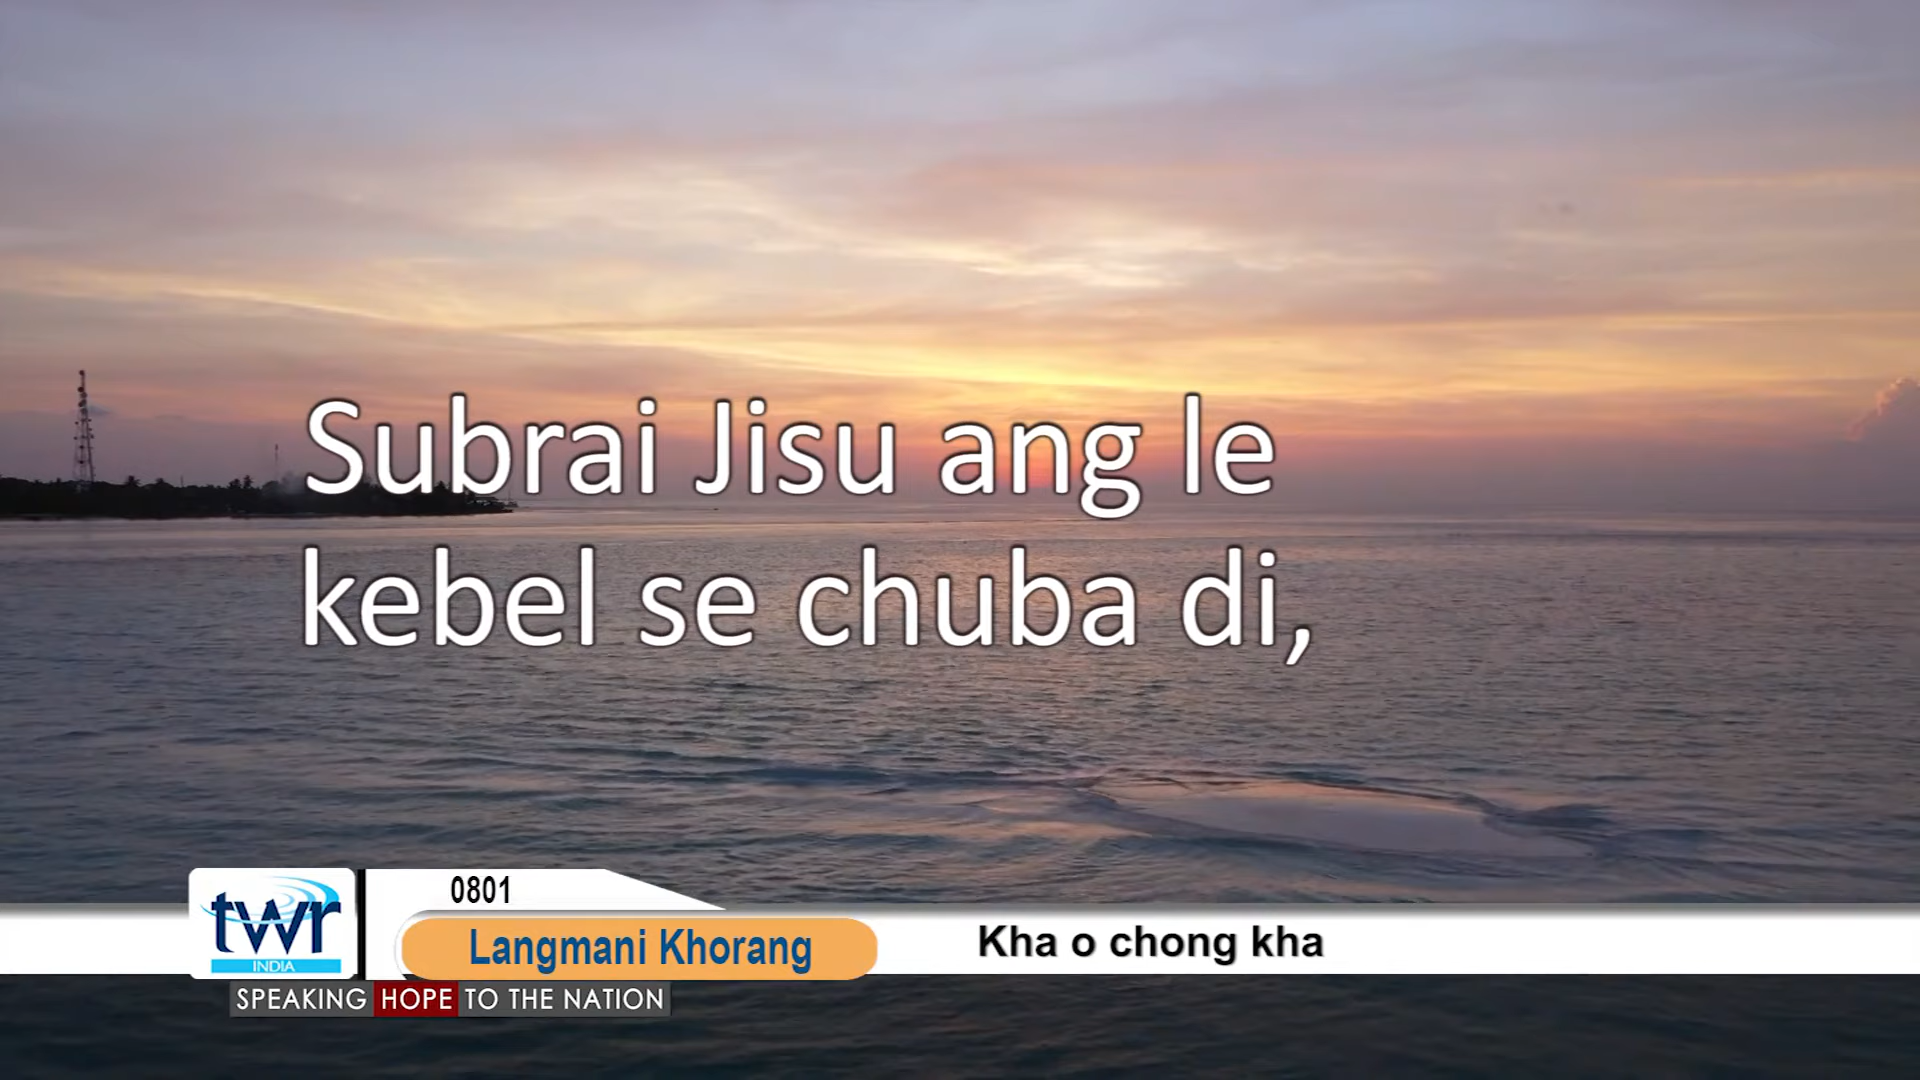 Subrai Jisu ang le
kebel se chuba di,
0801
twr
INDIA
Langmani Khorang
Kha o chong kha
SPEAKING HOPE TO THE NATION